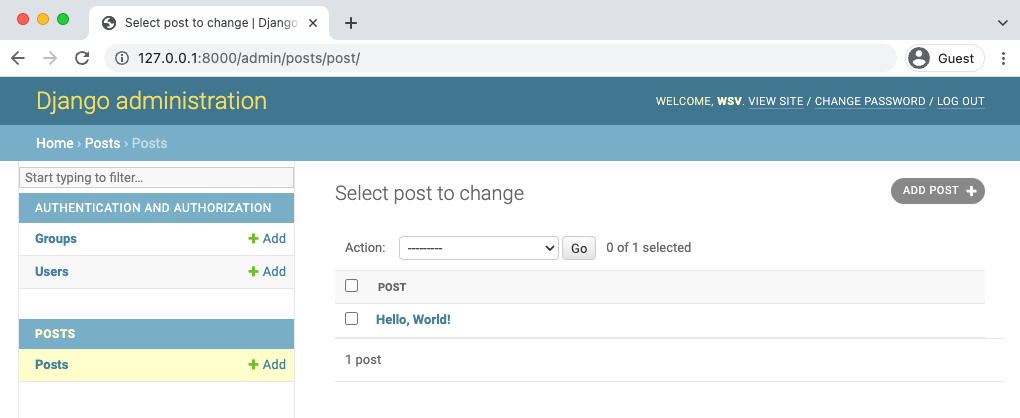 Select post to change | Django
127.0.0.1:8000/admin/posts/post/
Guest
Django administration
WELCOME, WSV. VIEW SITE / CHANGE PASSWORD / LOG OUT
Home › Posts › Posts
Start typing to filter...
AUTHENTICATION AND AUTHORIZATION
Groups + Add
Users + Add
POSTS
Posts + Add
Select post to change
ADD POST +
Action: --------- Go 0 of 1 selected
POST
Hello, World!
1 post